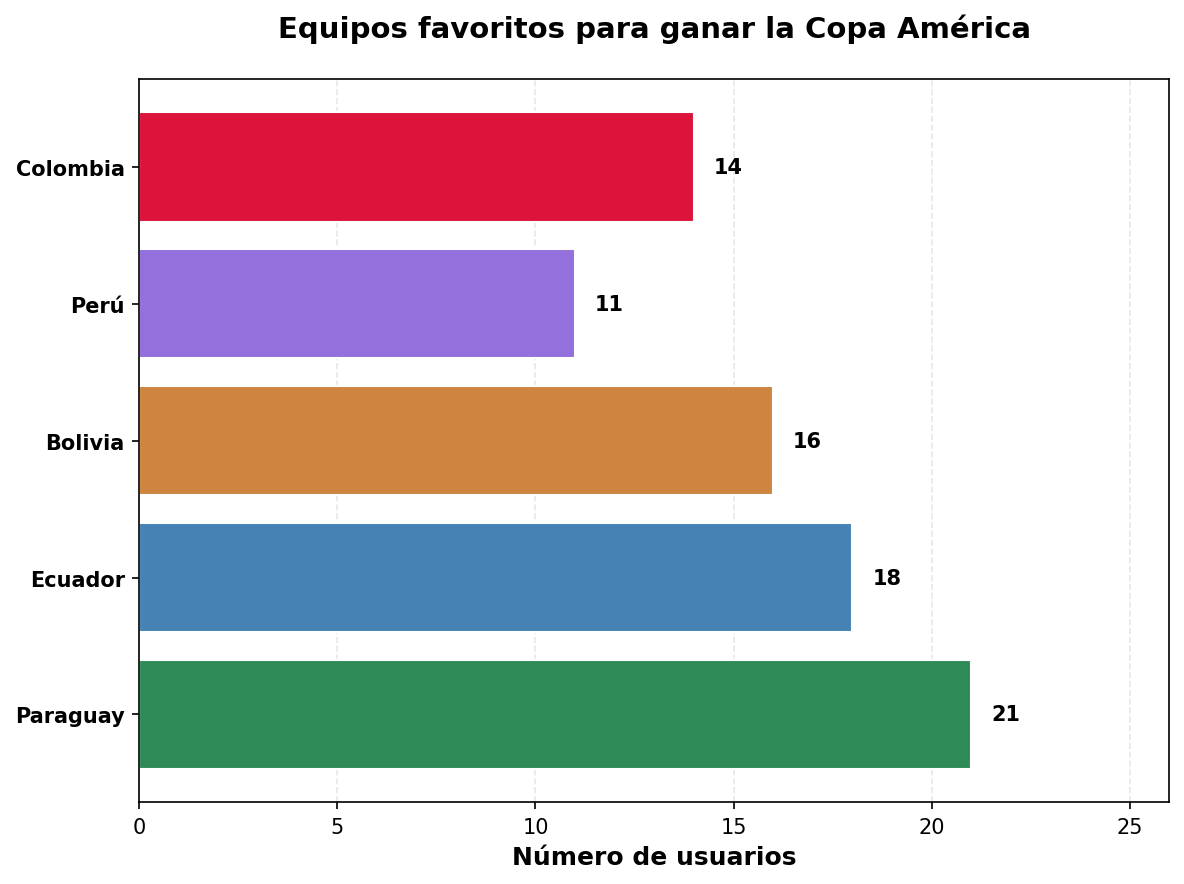 Equipos favoritos para ganar la Copa América
Colombia
14
Perú
11
Bolivia
16
Ecuador
18
Paraguay
21
0 5 10 15 20 25
Número de usuarios